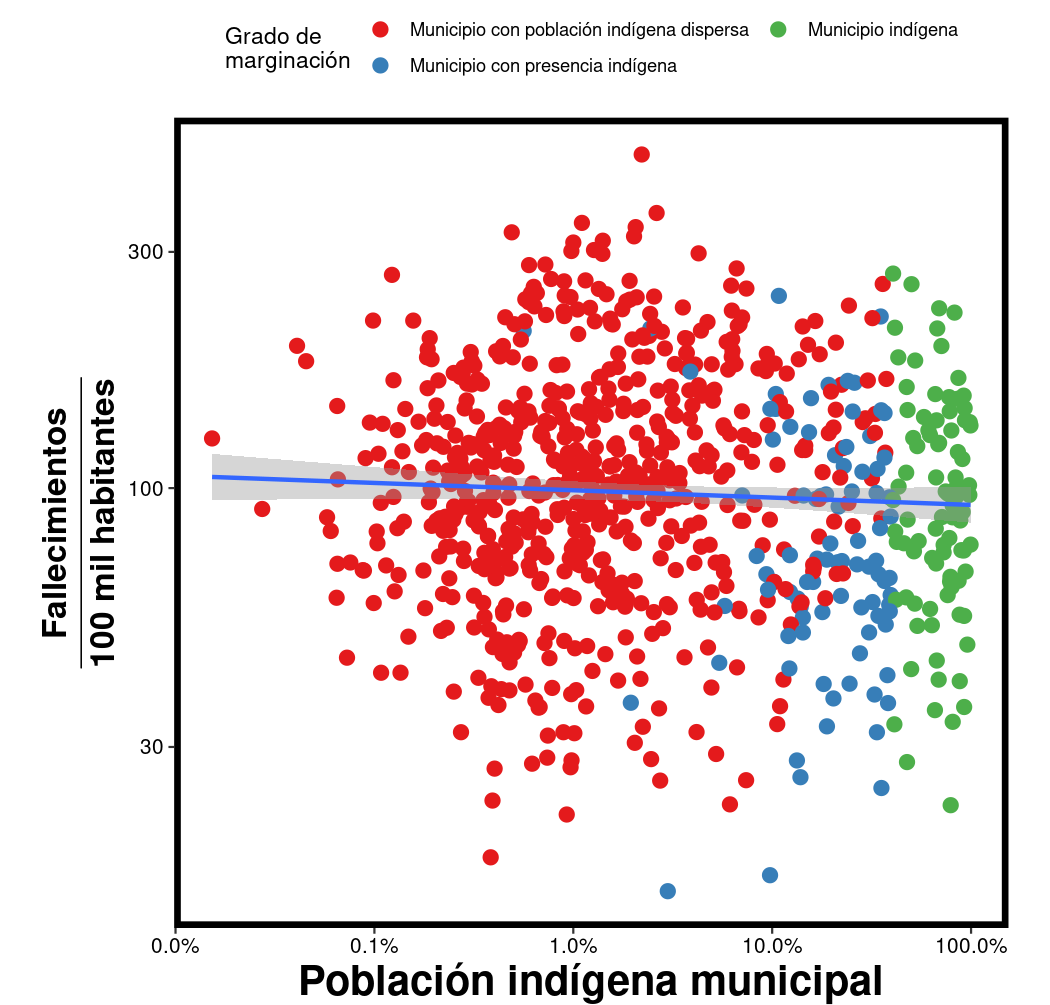 Grado de
marginación
Municipio con población indígena dispersa
Municipio indígena
Municipio con presencia indígena
Fallecimientos
100 mil habitantes
300
100
30
0.0%
0.1%
1.0%
10.0%
100.0%
Población indígena municipal